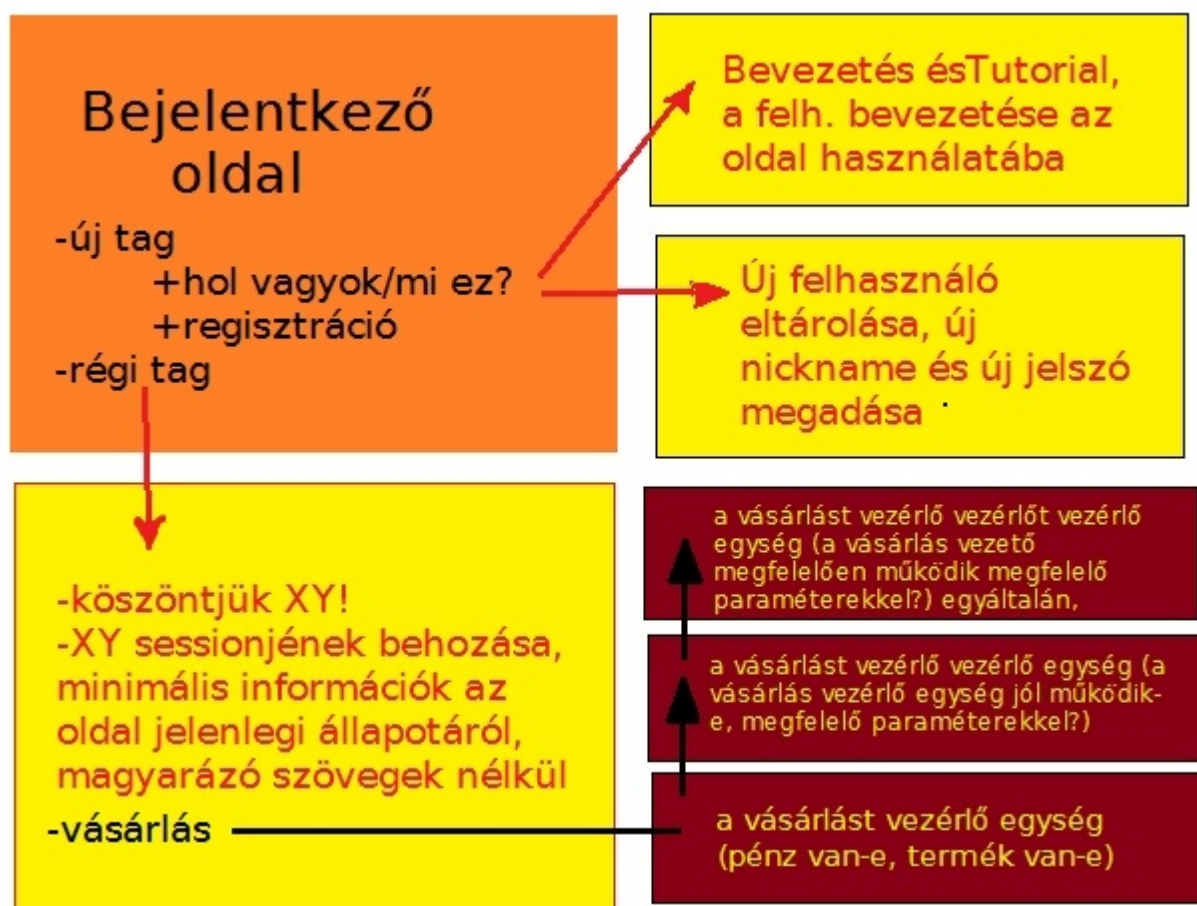 Bejelentkező
oldal
-új tag
+hol vagyok/mi ez?
+regisztráció
-régi tag
Bevezetés ésTutorial,
a felh. bevezetése az
oldal használatába
Új felhasználó
eltárolása, új
nickname és új jelszó
megadása
-köszöntjük XY!
-XY sessionjének behozása,
minimális információk az
oldal jelenlegi állapotáról,
magyarázó szövegek nélkül
-vásárlás
a vásárlást vezérlő vezérlőt vezérlő
egység (a vásárlás vezető
megfelelően működik megfelelő
paraméterekkel?) egyáltalán,
a vásárlást vezérlő vezérlő egység (a
vásárlás vezérlő egység jól működik-
e, megfelelő paraméterekkel?)
a vásárlást vezérlő egység
(pénz van-e, termék van-e)